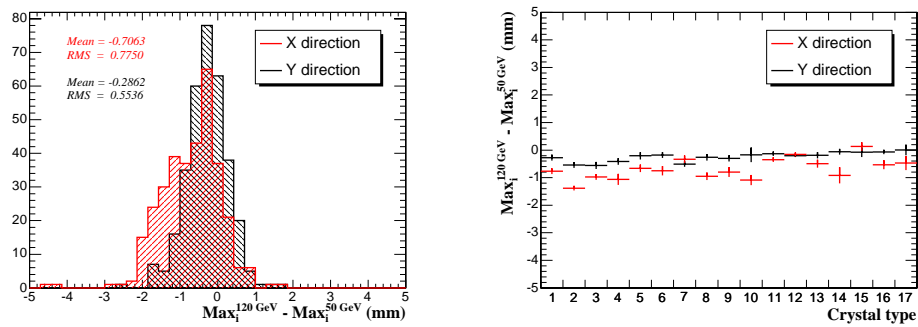 80
70
60
50
40
30
20
10
0
Mean = -0.7063
RMS = 0.7750
Mean = -0.2862
RMS = 0.5536
X direction
Y direction
-5 -4 -3 -2 -1 0 1 2 3 4 5
Max_i^120 GeV - Max_i^50 GeV (mm)
Max_i^120 GeV - Max_i^50 GeV (mm)
5
4
3
2
1
0
-1
-2
-3
-4
-5
X direction
Y direction
1 2 3 4 5 6 7 8 9 10 11 12 13 14 15 16 17
Crystal type